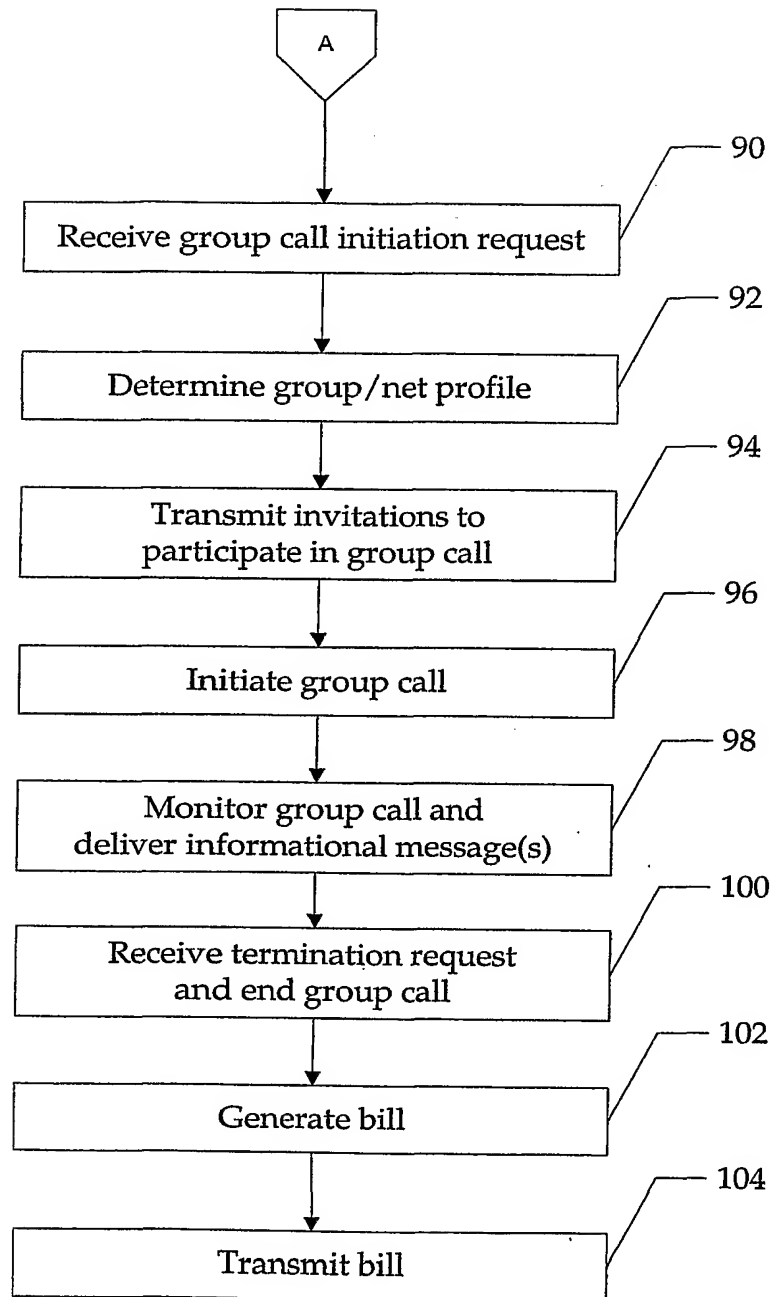 A
90
Receive group call initiation request
92
Determine group/net profile
94
Transmit invitations to
participate in group call
96
Initiate group call
98
Monitor group call and
deliver informational message(s)
100
Receive termination request
and end group call
102
Generate bill
104
Transmit bill